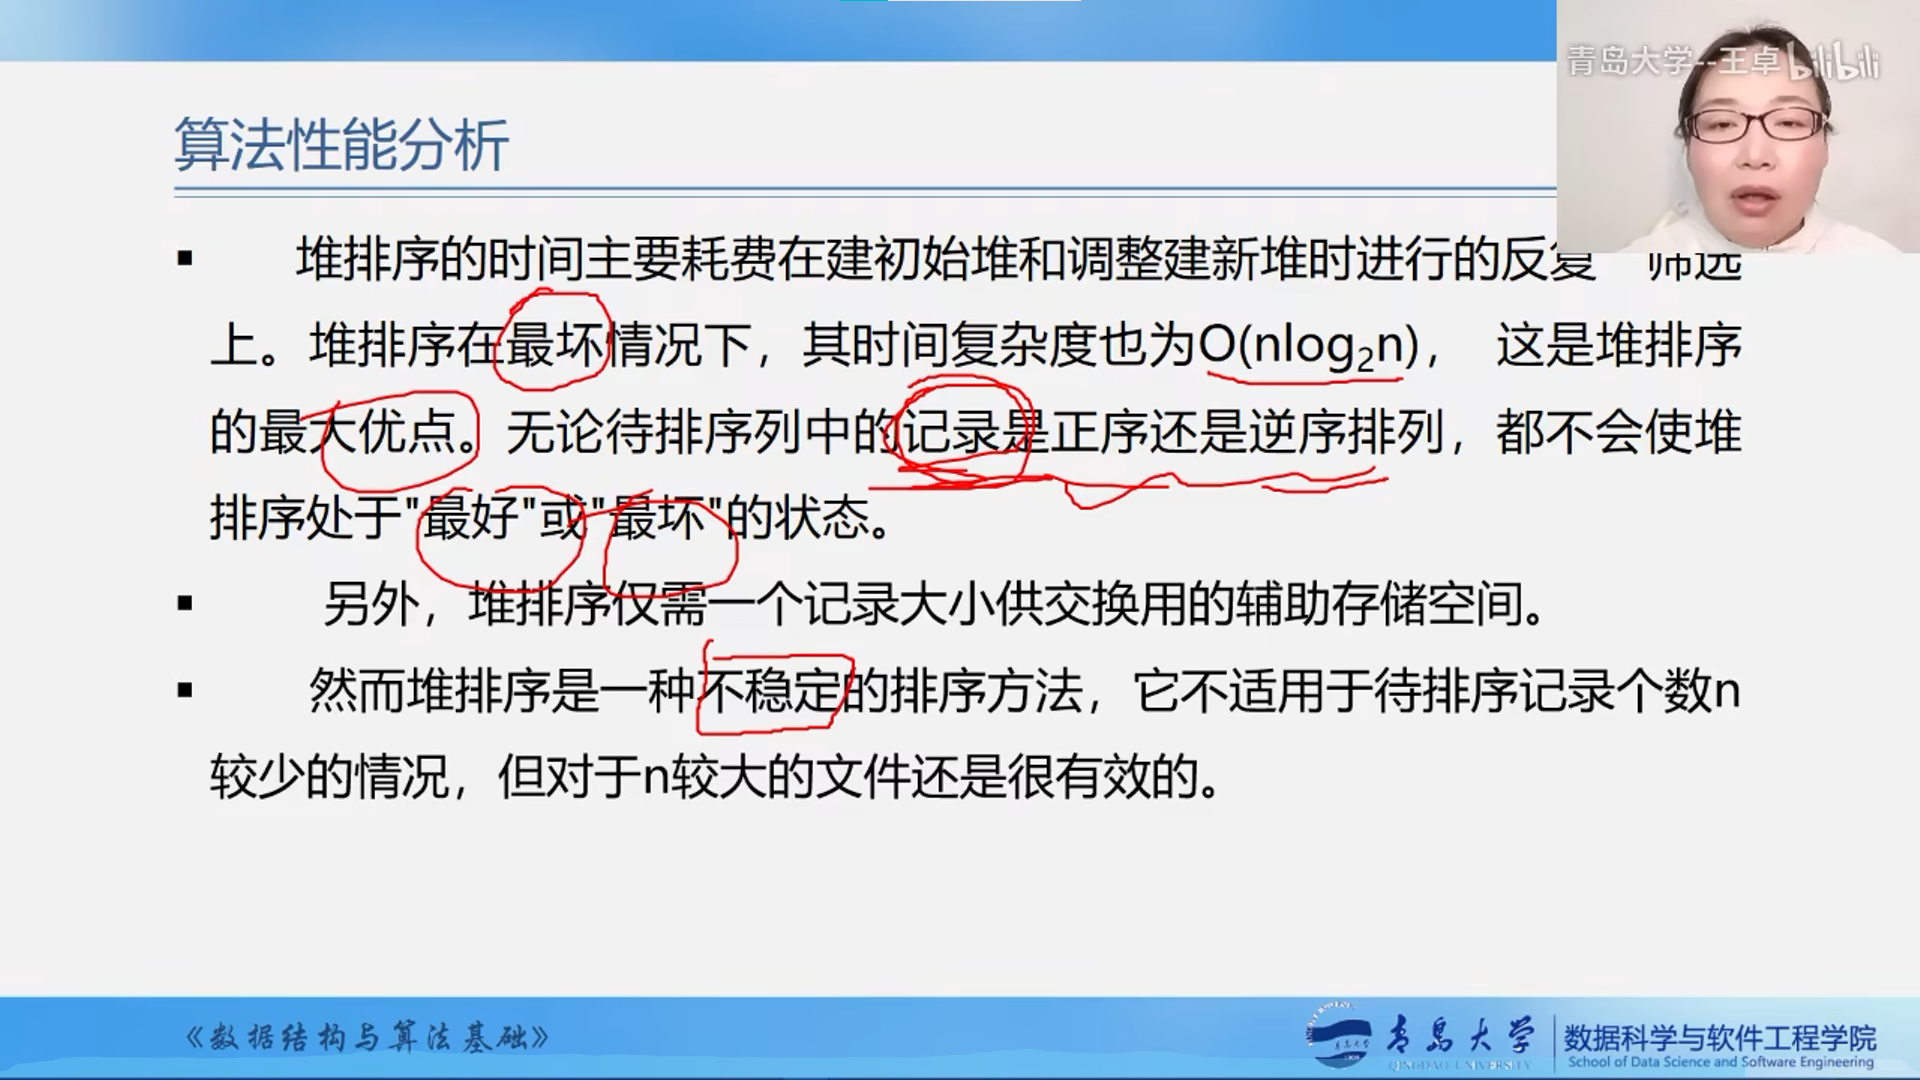 青岛大学--王卓 bilibili
算法性能分析
▪ 堆排序的时间主要耗费在建初始堆和调整建新堆时进行的反复 筛选
上。堆排序在最坏情况下，其时间复杂度也为O(nlog₂n)， 这是堆排序
的最大优点。无论待排序列中的记录是正序还是逆序排列，都不会使堆
排序处于"最好"或"最坏"的状态。
▪ 另外，堆排序仅需一个记录大小供交换用的辅助存储空间。
▪ 然而堆排序是一种不稳定的排序方法，它不适用于待排序记录个数n
较少的情况，但对于n较大的文件还是很有效的。
《数据结构与算法基础》
青岛大学
QINGDAO UNIVERSITY
数据科学与软件工程学院
School of Data Science and Software Engineering